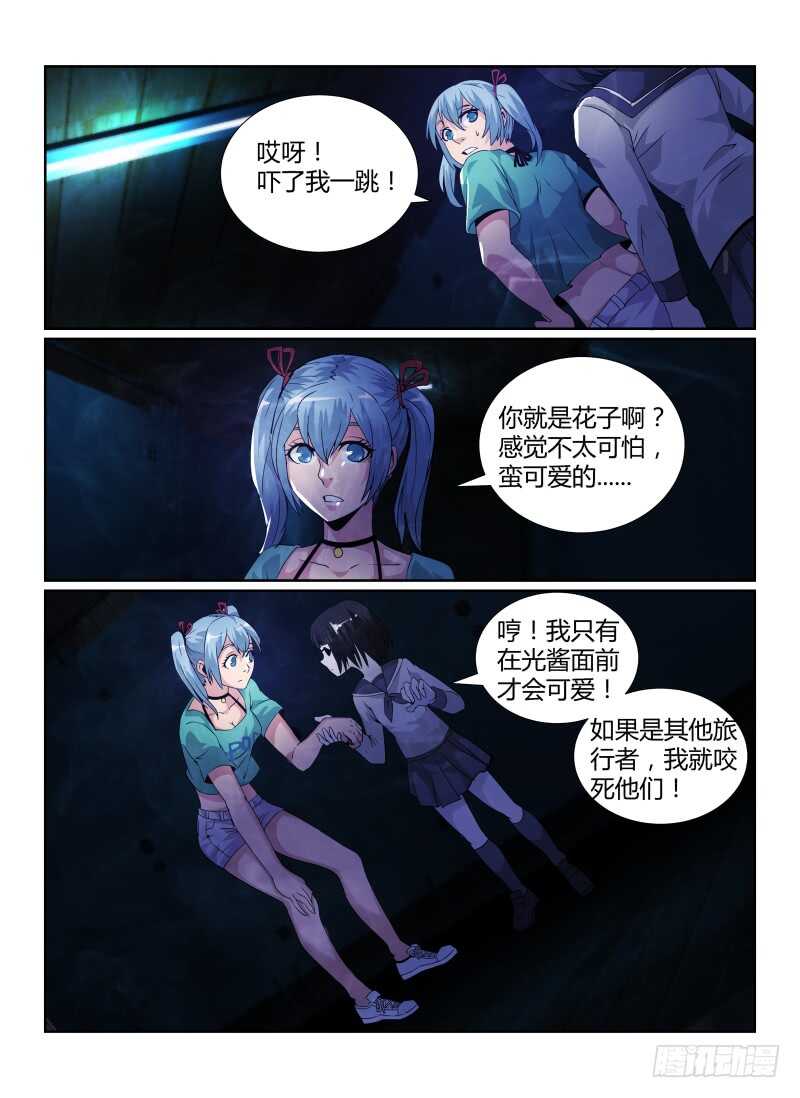 哎呀！
吓了我一跳！
你就是花子啊？
感觉不太可怕，
蛮可爱的……
哼！我只有
在光酱面前
才会可爱！
如果是其他旅
行者，我就咬
死他们！
腾讯动漫